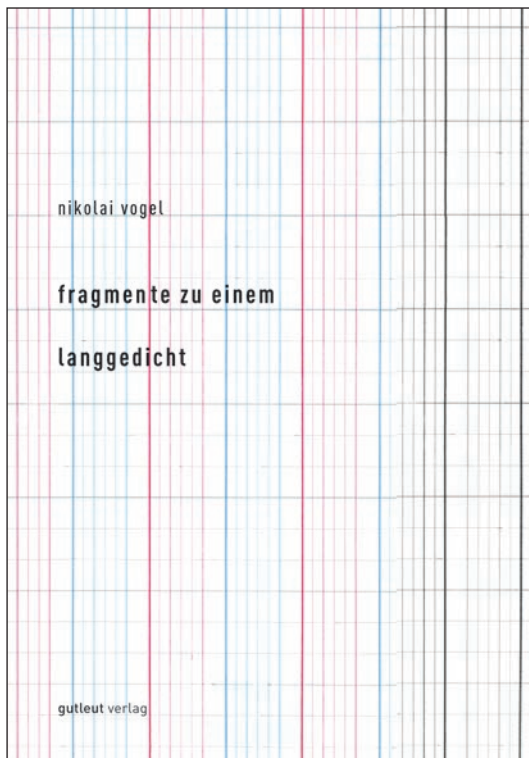 nikolai vogel
fragmente zu einem
langgedicht
gutleut verlag